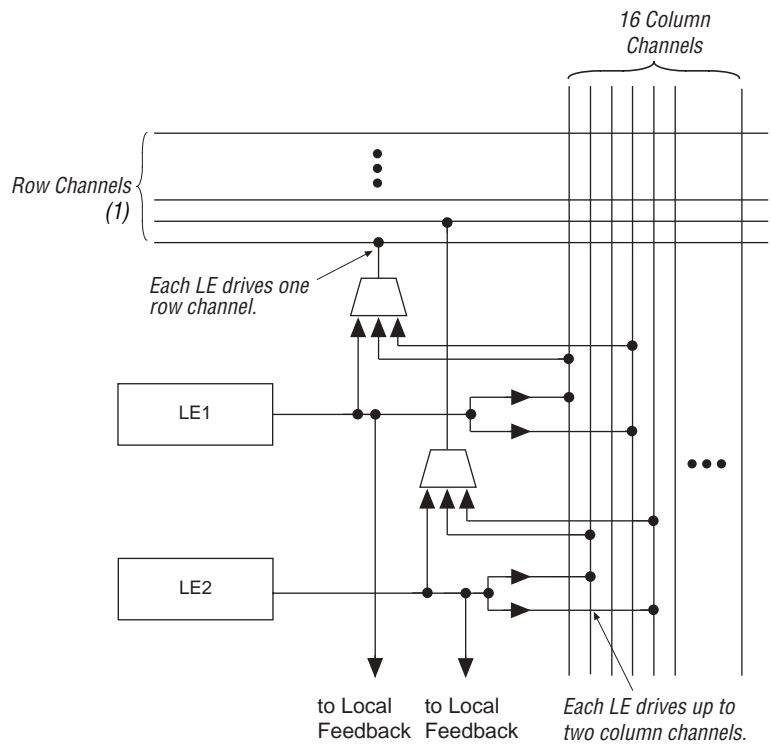 16 Column
Channels
Row Channels
(1)
Each LE drives one
row channel.
LE1
LE2
to Local
Feedback
to Local
Feedback
Each LE drives up to
two column channels.